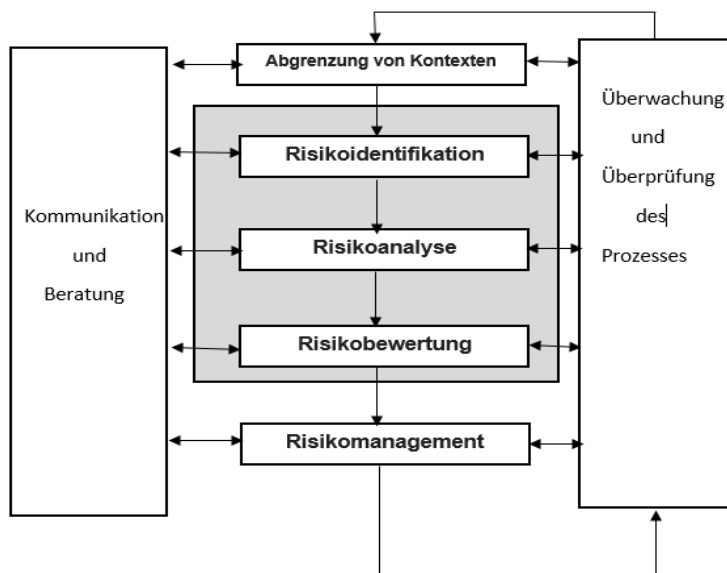 Abgrenzung von Kontexten
Risikoidentifikation
Risikoanalyse
Risikobewertung
Risikomanagement
Kommunikation
und
Beratung
Überwachung
und
Überprüfung
des
Prozesses